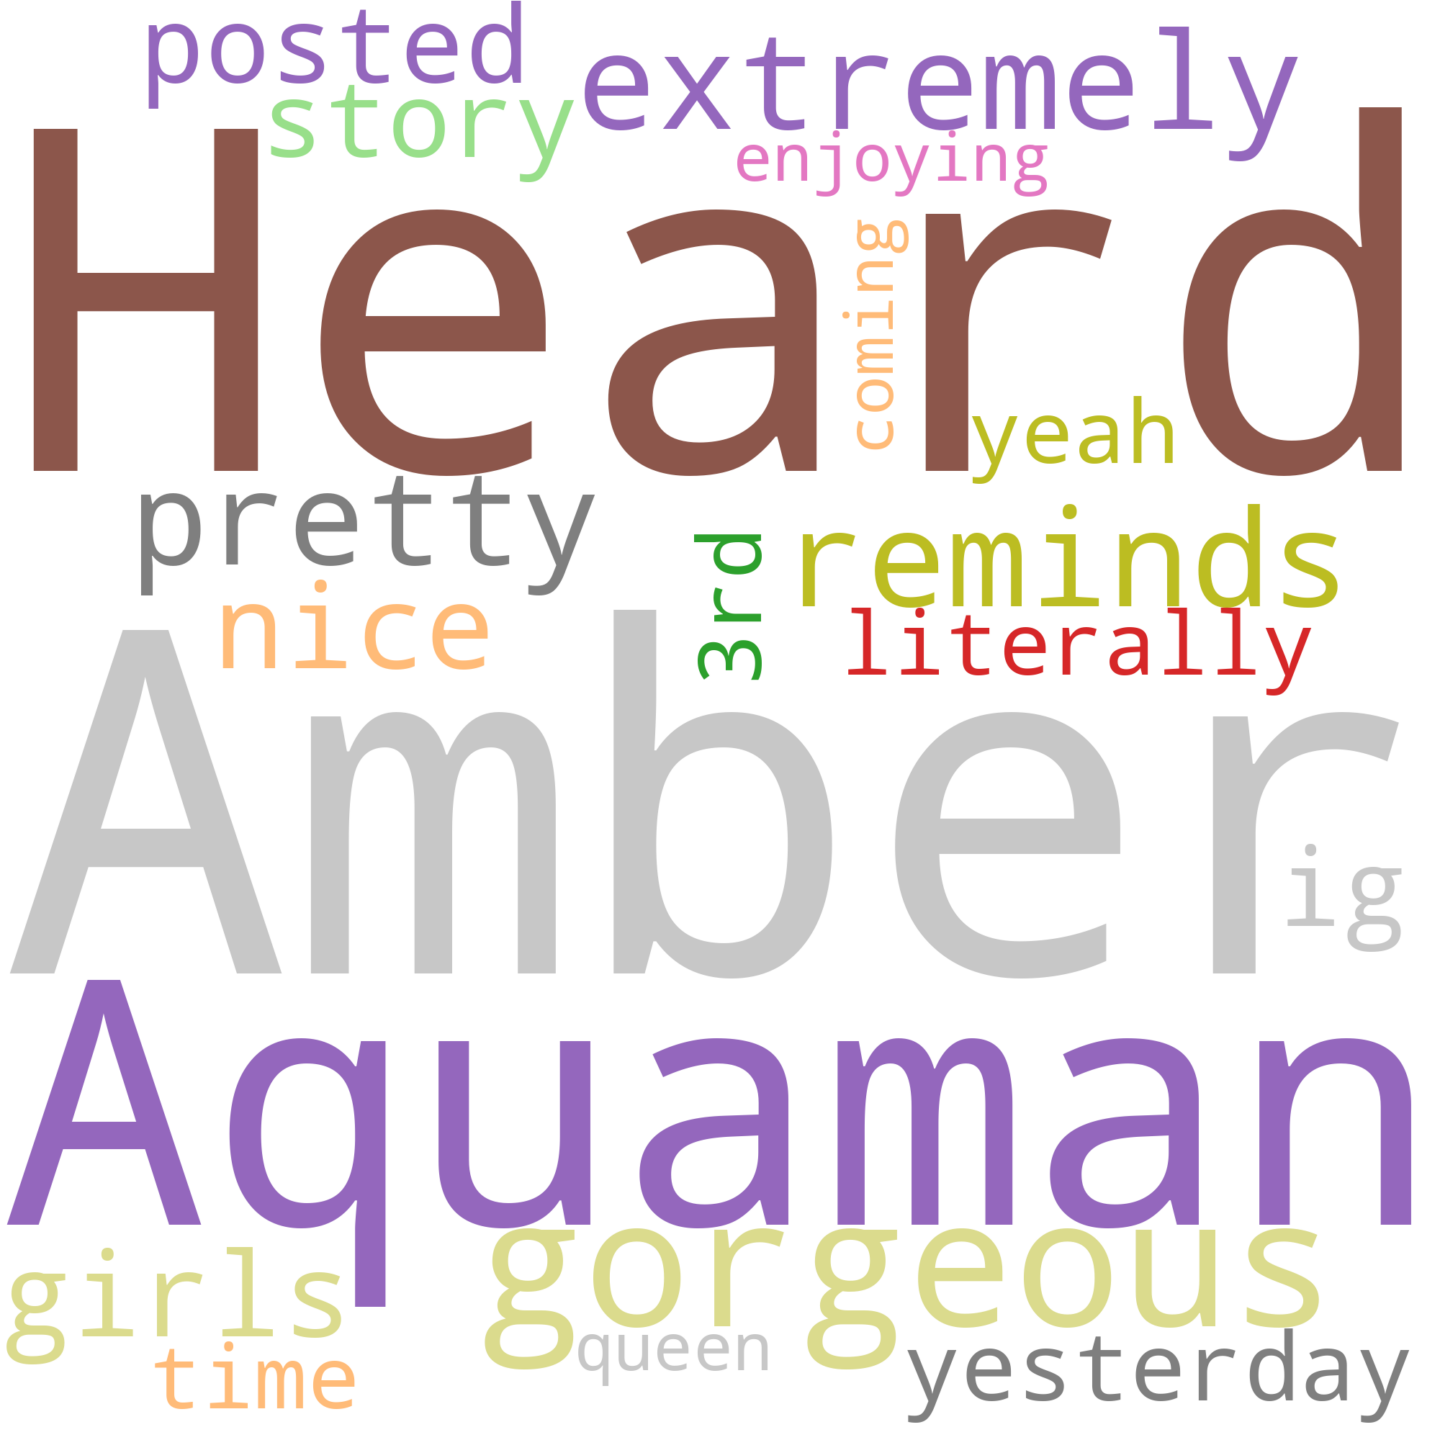 posted
extremely
story
enjoying
Heard
coming
yeah
pretty
3rd
reminds
nice
literally
Amber
ig
Aquaman
girls
gorgeous
queen
time
yesterday